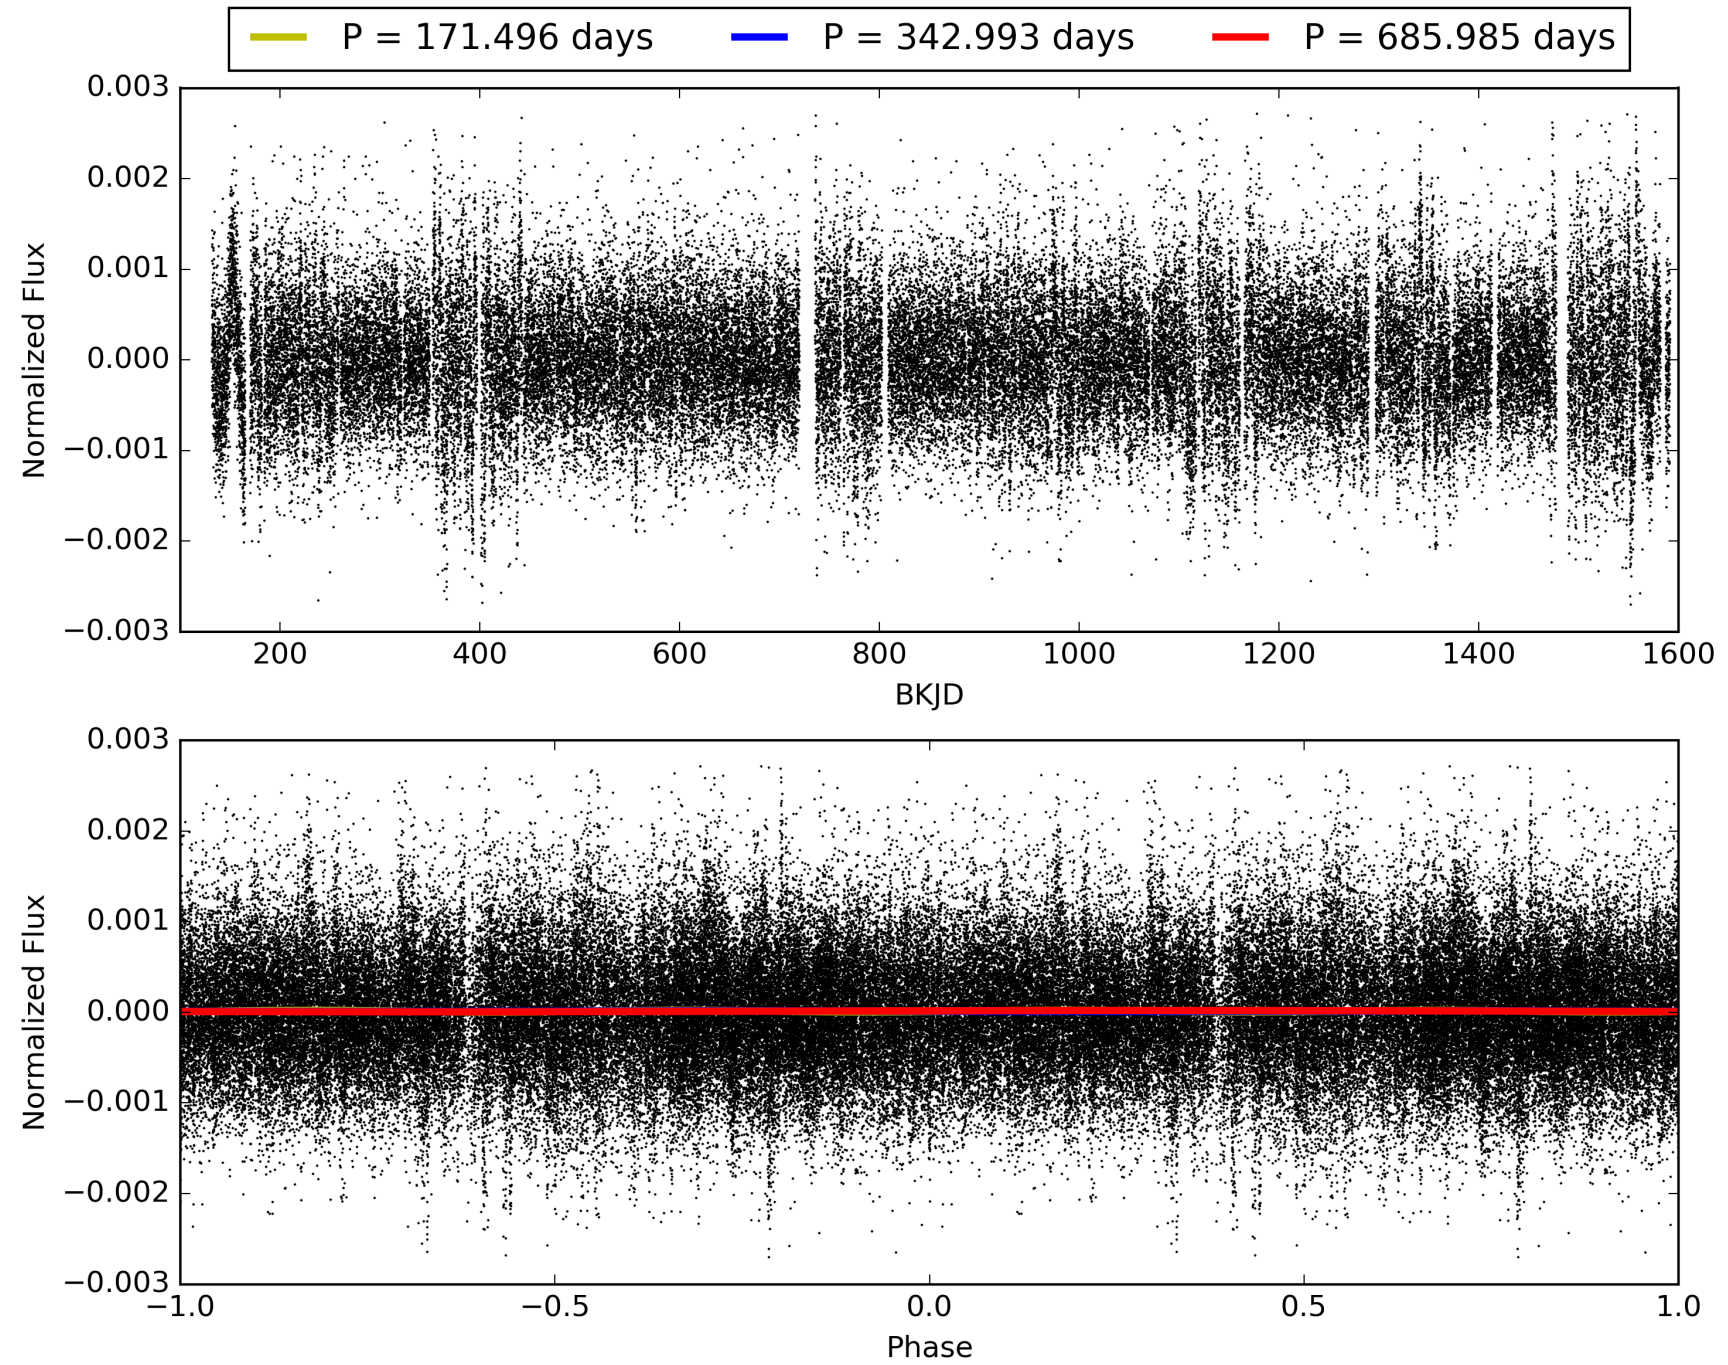 P = 171.496 days P = 342.993 days P = 685.985 days
0.003
0.002
0.001
0.000
−0.001
−0.002
−0.003
Normalized Flux
200 400 600 800 1000 1200 1400 1600
BKJD
0.003
0.002
0.001
0.000
−0.001
−0.002
−0.003
Normalized Flux
−1.0 −0.5 0.0 0.5 1.0
Phase